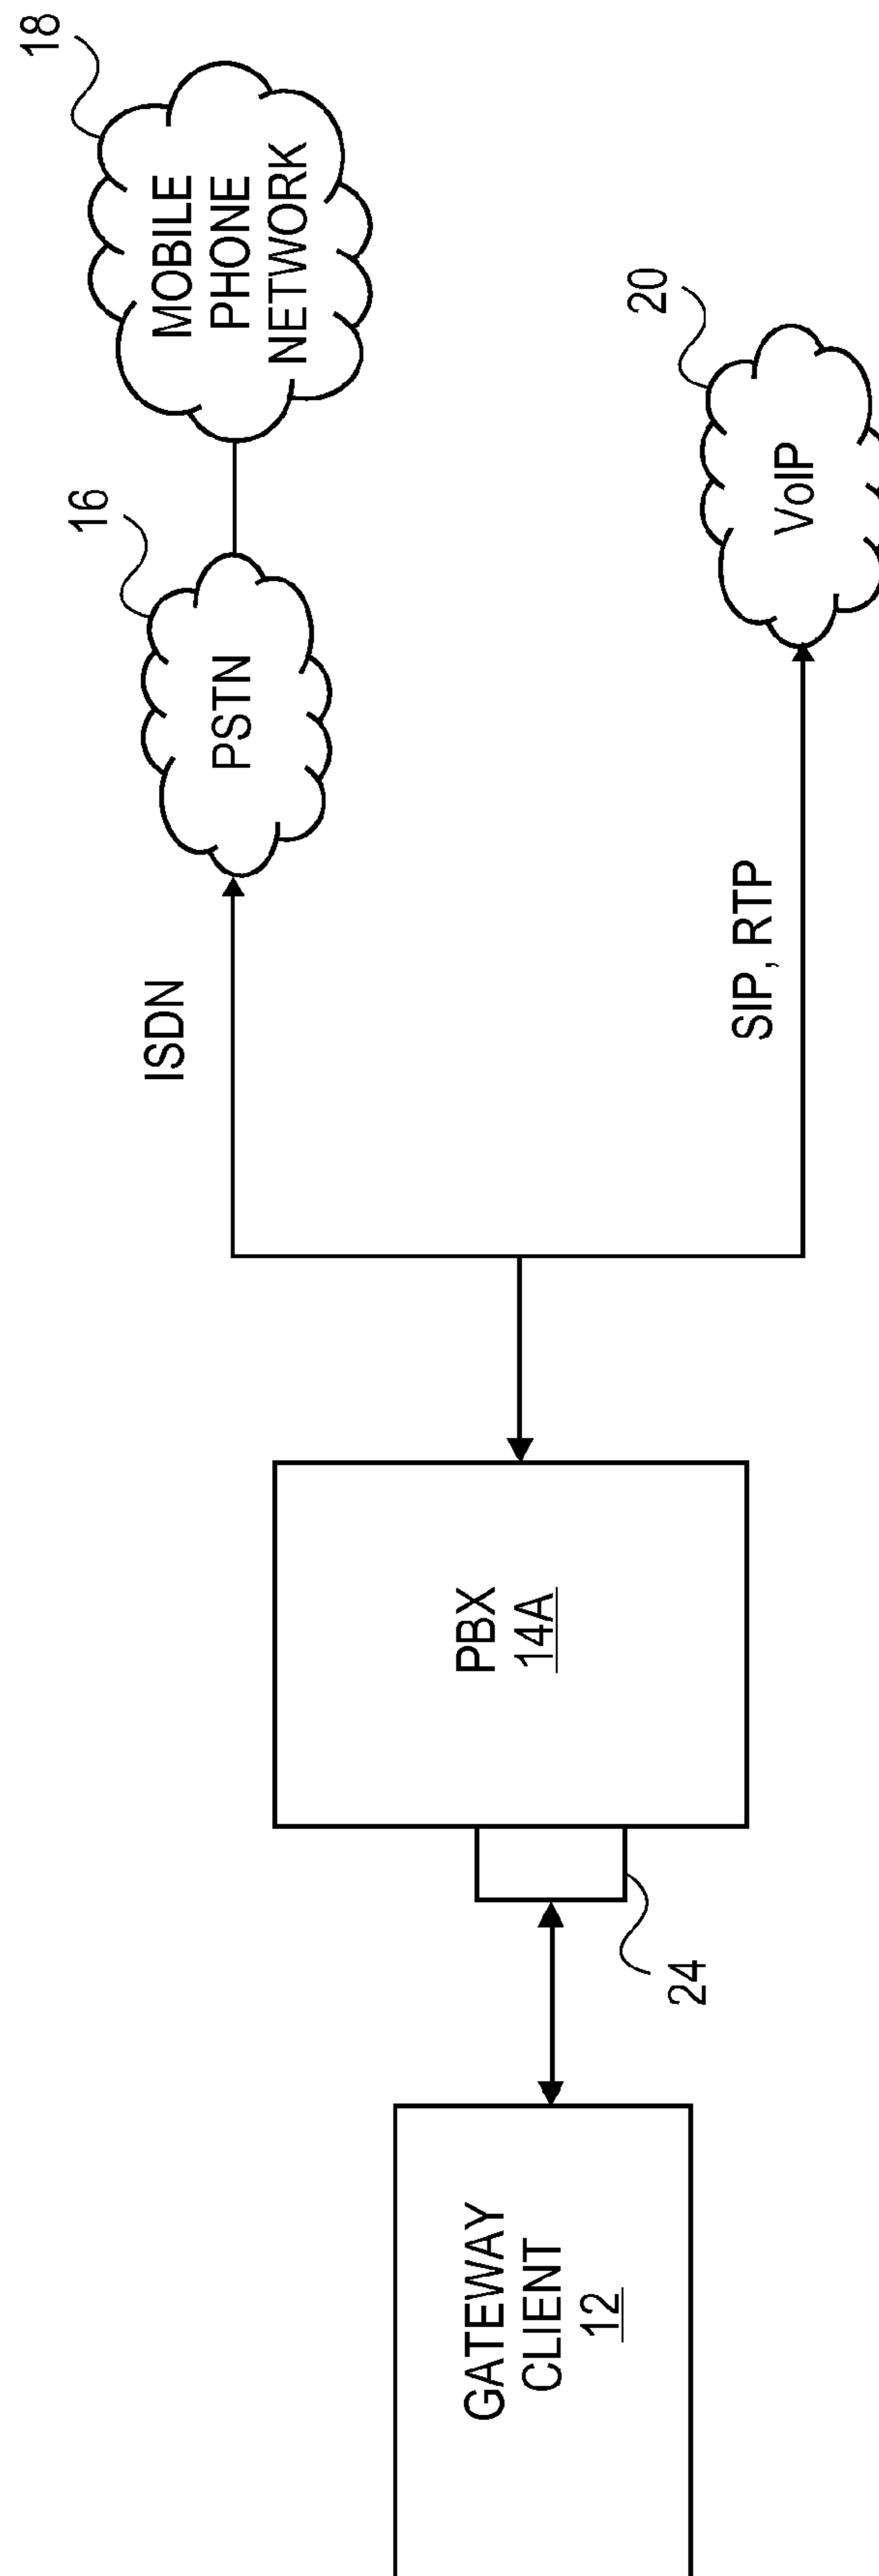 18
MOBILE
PHONE
NETWORK
16
PSTN
20
VoIP
ISDN
SIP, RTP
PBX
14A
24
GATEWAY
CLIENT
12